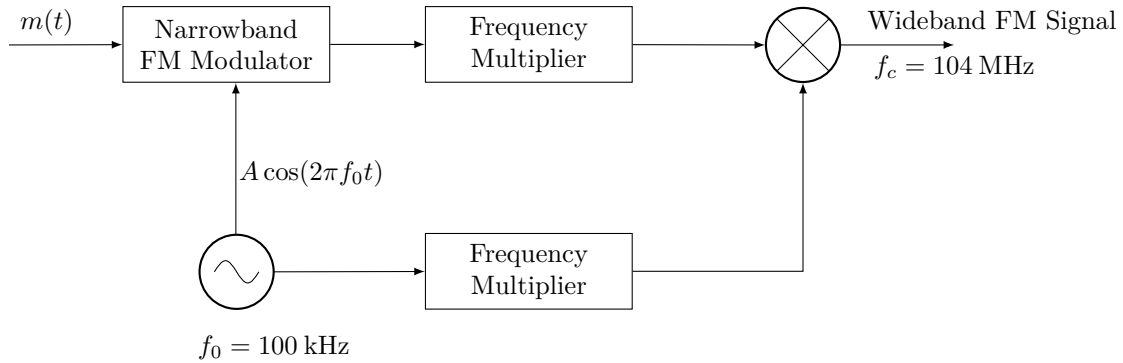 m(t)
Narrowband
FM Modulator
Frequency
Multiplier
Wideband FM Signal
f_c = 104 MHz
A cos(2πf_0t)
Frequency
Multiplier
f_0 = 100 kHz